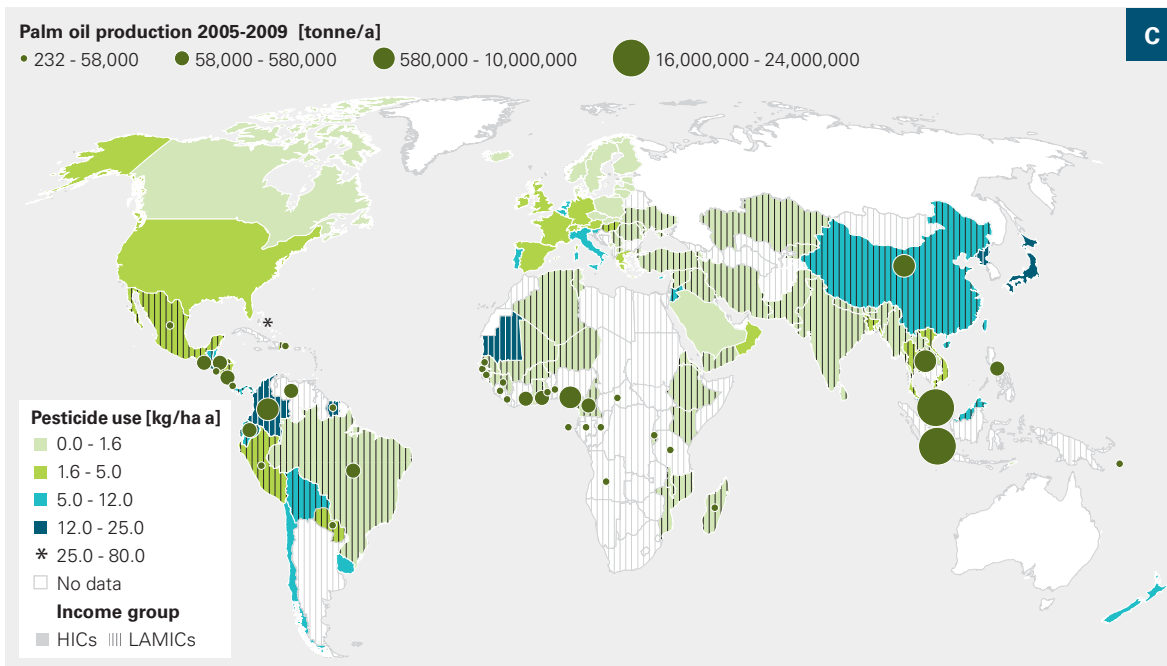 Palm oil production 2005-2009 [tonne/a]
C
232 - 58,000 58,000 - 580,000 580,000 - 10,000,000 16,000,000 - 24,000,000
*
Pesticide use [kg/ha a]
0.0 - 1.6
1.6 - 5.0
5.0 - 12.0
12.0 - 25.0
* 25.0 - 80.0
No data
Income group
HICs LAMICs